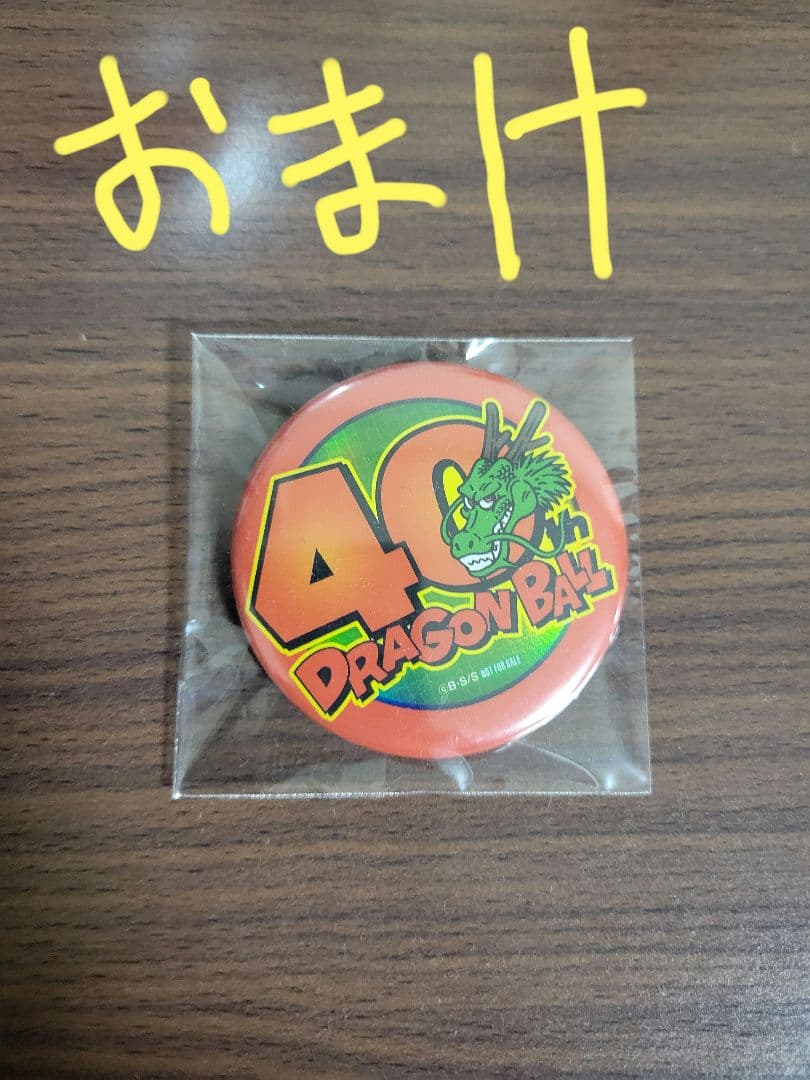 おまけ
40th
DRAGON BALL
©B・S/S NOT FOR SALE